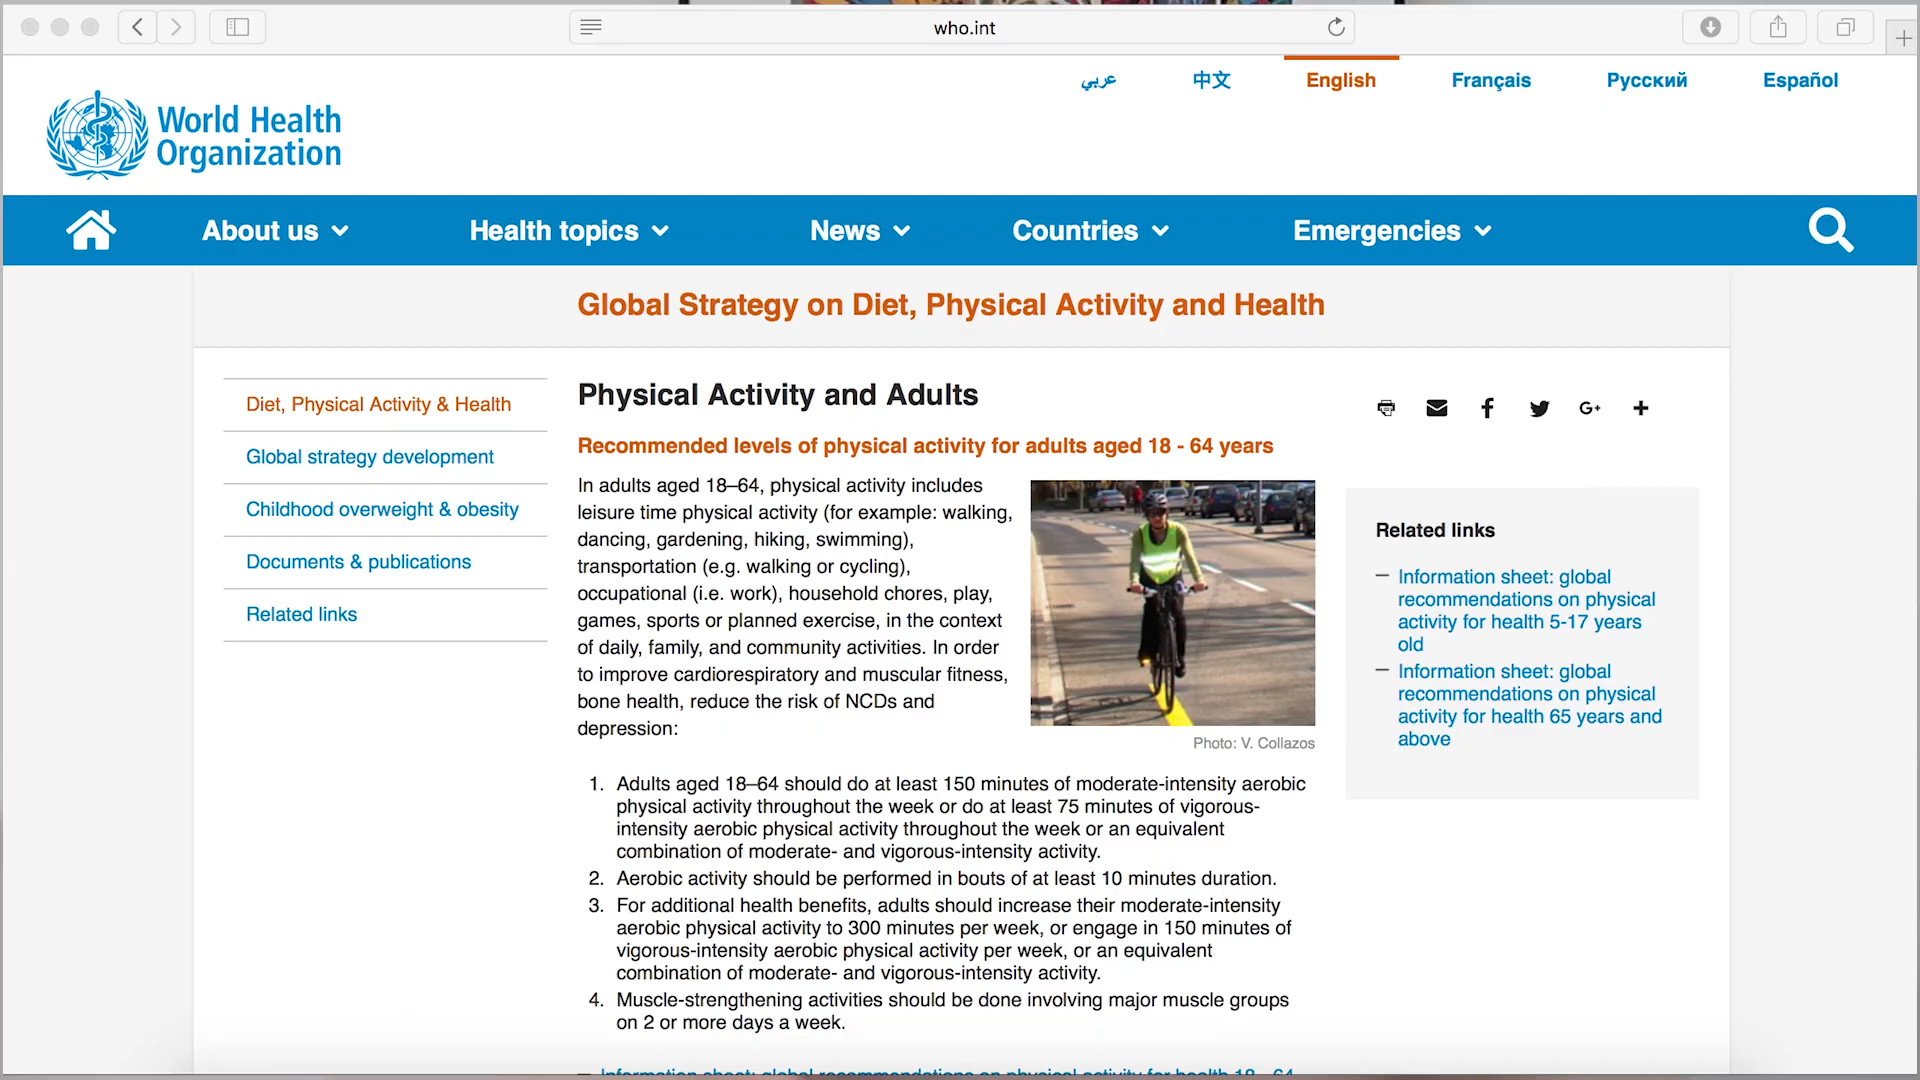 who.int
عربي
中文
English
Français
Русский
Español
World Health
Organization
About us
Health topics
News
Countries
Emergencies
Global Strategy on Diet, Physical Activity and Health
Diet, Physical Activity & Health
Global strategy development
Childhood overweight & obesity
Documents & publications
Related links
Physical Activity and Adults
Recommended levels of physical activity for adults aged 18 - 64 years
In adults aged 18–64, physical activity includes
leisure time physical activity (for example: walking,
dancing, gardening, hiking, swimming),
transportation (e.g. walking or cycling),
occupational (i.e. work), household chores, play,
games, sports or planned exercise, in the context
of daily, family, and community activities. In order
to improve cardiorespiratory and muscular fitness,
bone health, reduce the risk of NCDs and
depression:
Photo: V. Collazos
1. Adults aged 18–64 should do at least 150 minutes of moderate-intensity aerobic
physical activity throughout the week or do at least 75 minutes of vigorous-
intensity aerobic physical activity throughout the week or an equivalent
combination of moderate- and vigorous-intensity activity.
2. Aerobic activity should be performed in bouts of at least 10 minutes duration.
3. For additional health benefits, adults should increase their moderate-intensity
aerobic physical activity to 300 minutes per week, or engage in 150 minutes of
vigorous-intensity aerobic physical activity per week, or an equivalent
combination of moderate- and vigorous-intensity activity.
4. Muscle-strengthening activities should be done involving major muscle groups
on 2 or more days a week.
– Information sheet: global recommendations on physical activity for health 18 - 64
G+
Related links
– Information sheet: global
recommendations on physical
activity for health 5-17 years
old
– Information sheet: global
recommendations on physical
activity for health 65 years and
above